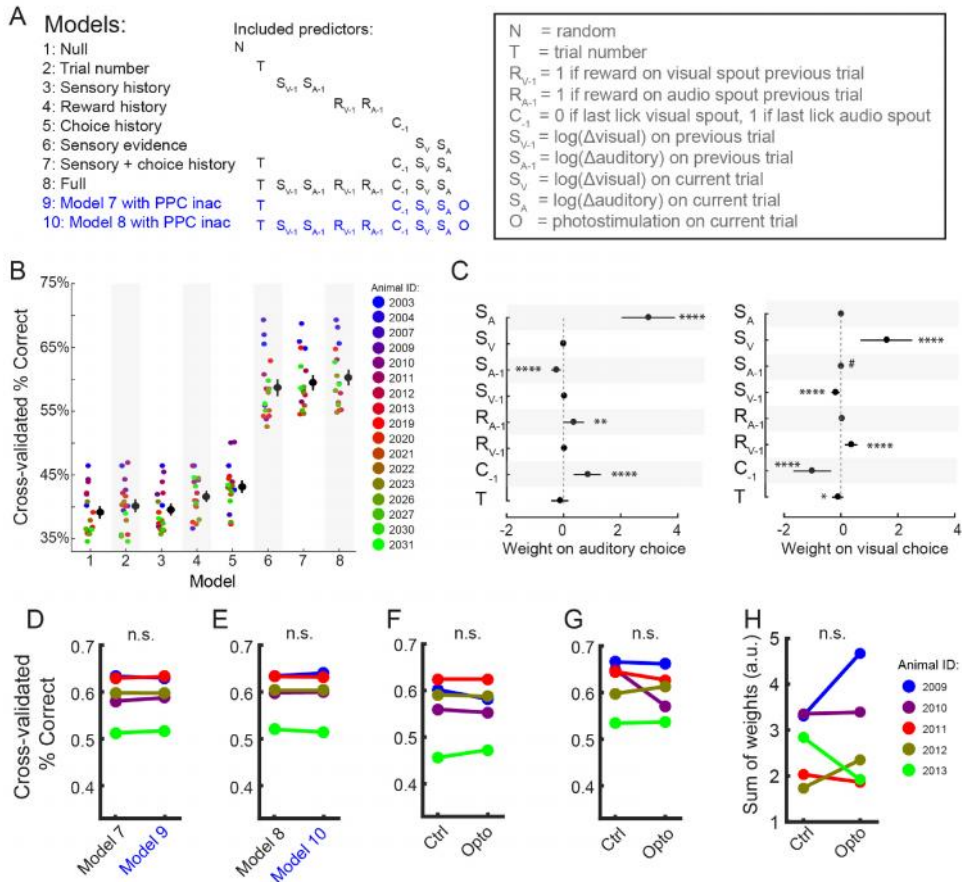 A
Models:
1: Null
2: Trial number
3: Sensory history
4: Reward history
5: Choice history
6: Sensory evidence
7: Sensory + choice history
8: Full
9: Model 7 with PPC inac
10: Model 8 with PPC inac
Included predictors:
N
T
S_V-1 S_A-1
R_V-1 R_A-1
C_-1
S_V S_A
T C_-1 S_V S_A
T S_V-1 S_A-1 R_V-1 R_A-1 C_-1 S_V S_A
T C_-1 S_V S_A O
T S_V-1 S_A-1 R_V-1 R_A-1 C_-1 S_V S_A O
N = random
T = trial number
R_V-1 = 1 if reward on visual spout previous trial
R_A-1 = 1 if reward on audio spout previous trial
C_-1 = 0 if last lick visual spout, 1 if last lick audio spout
S_V-1 = log(Δvisual) on previous trial
S_A-1 = log(Δauditory) on previous trial
S_V = log(Δvisual) on current trial
S_A = log(Δauditory) on current trial
O = photostimulation on current trial
B
Cross-validated % Correct
75%
65%
55%
45%
35%
1 2 3 4 5 6 7 8
Model
Animal ID:
2003
2004
2007
2009
2010
2011
2012
2013
2019
2020
2021
2022
2023
2026
2027
2030
2031
C
S_A ****
S_V
S_A-1 ****
S_V-1
R_A-1 **
R_V-1
C_-1 ****
T
-2 0 2 4
Weight on auditory choice
S_A
S_V ****
S_A-1 #
S_V-1 ****
R_A-1
R_V-1 ****
C_-1 ****
T *
-2 0 2 4
Weight on visual choice
D
n.s.
Cross-validated
% Correct
0.7
0.6
0.5
0.4
Model 7
Model 9
E
n.s.
0.7
0.6
0.5
0.4
Model 8
Model 10
F
n.s.
0.7
0.6
0.5
0.4
Ctrl
Opto
G
n.s.
0.7
0.6
0.5
0.4
Ctrl
Opto
H
n.s.
Sum of weights (a.u.)
5
4
3
2
1
Ctrl
Opto
Animal ID:
2009
2010
2011
2012
2013